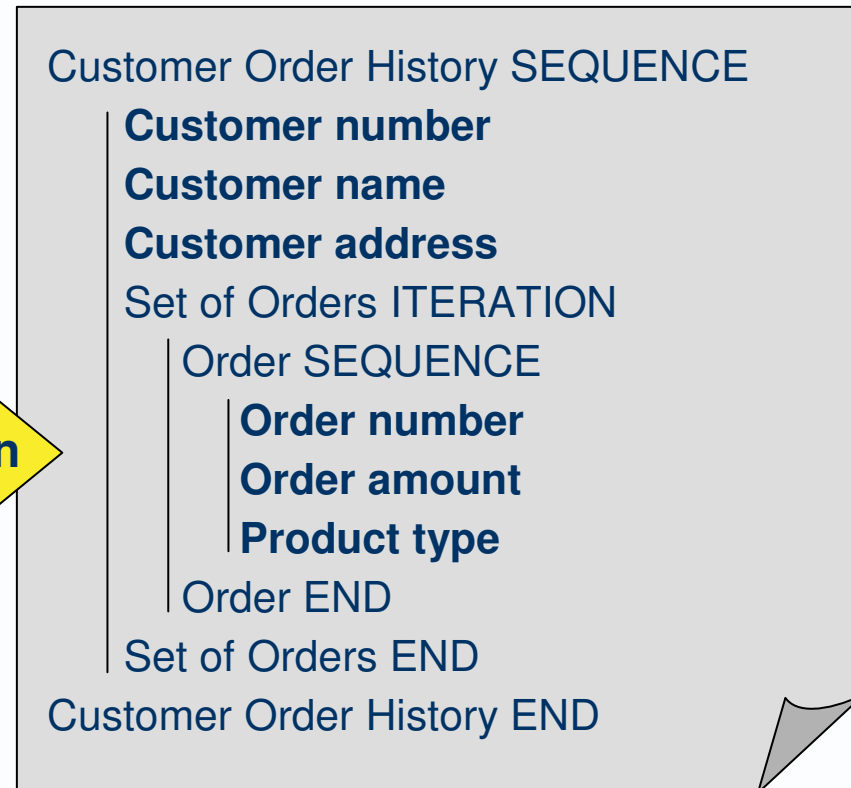 Customer Order History SEQUENCE
Customer number
Customer name
Customer address
Set of Orders ITERATION
Order SEQUENCE
Order number
Order amount
Product type
Order END
Set of Orders END
Customer Order History END